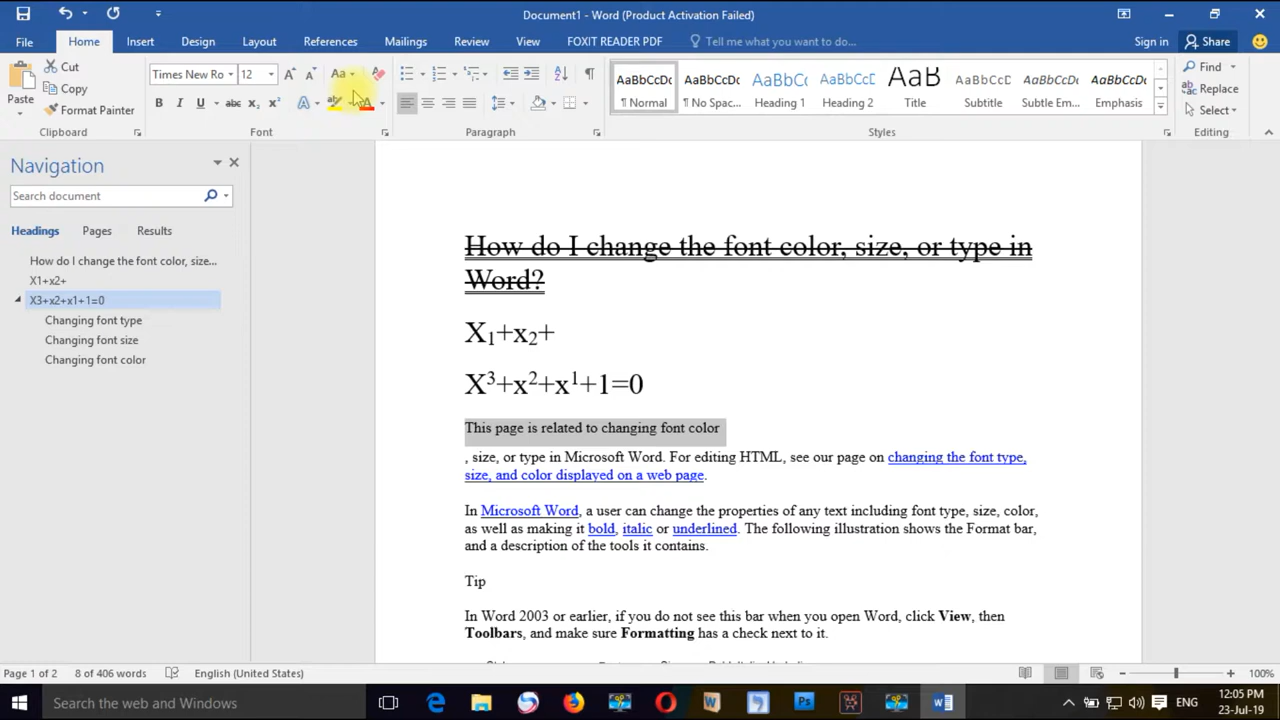 Document1 - Word (Product Activation Failed)
File Home Insert Design Layout References Mailings Review View FOXIT READER PDF Tell me what you want to do... Sign in Share
Paste
Cut
Copy
Format Painter
Clipboard
Times New Ro 12
Aa
B I U abc X₂ X²
Font
Paragraph
AaBbCcDc ¶ Normal
AaBbCcDc ¶ No Spac...
AaBbCc Heading 1
AaBbCcC Heading 2
AaB Title
AaBbCcD Subtitle
AaBbCcDc Subtle Em...
AaBbCcDc Emphasis
Styles
Find
Replace
Select
Editing
Navigation
Search document
Headings Pages Results
How do I change the font color, size...
X1+x2+
X3+x2+x1+1=0
Changing font type
Changing font size
Changing font color
How do I change the font color, size, or type in
Word?
X₁+x₂+
X³+x²+x¹+1=0
This page is related to changing font color
, size, or type in Microsoft Word. For editing HTML, see our page on changing the font type,
size, and color displayed on a web page.
In Microsoft Word, a user can change the properties of any text including font type, size, color,
as well as making it bold, italic or underlined. The following illustration shows the Format bar,
and a description of the tools it contains.
Tip
In Word 2003 or earlier, if you do not see this bar when you open Word, click View, then
Toolbars, and make sure Formatting has a check next to it.
Page 1 of 2 8 of 406 words English (United States) 100%
Search the web and Windows
ENG
12:05 PM
23-Jul-19